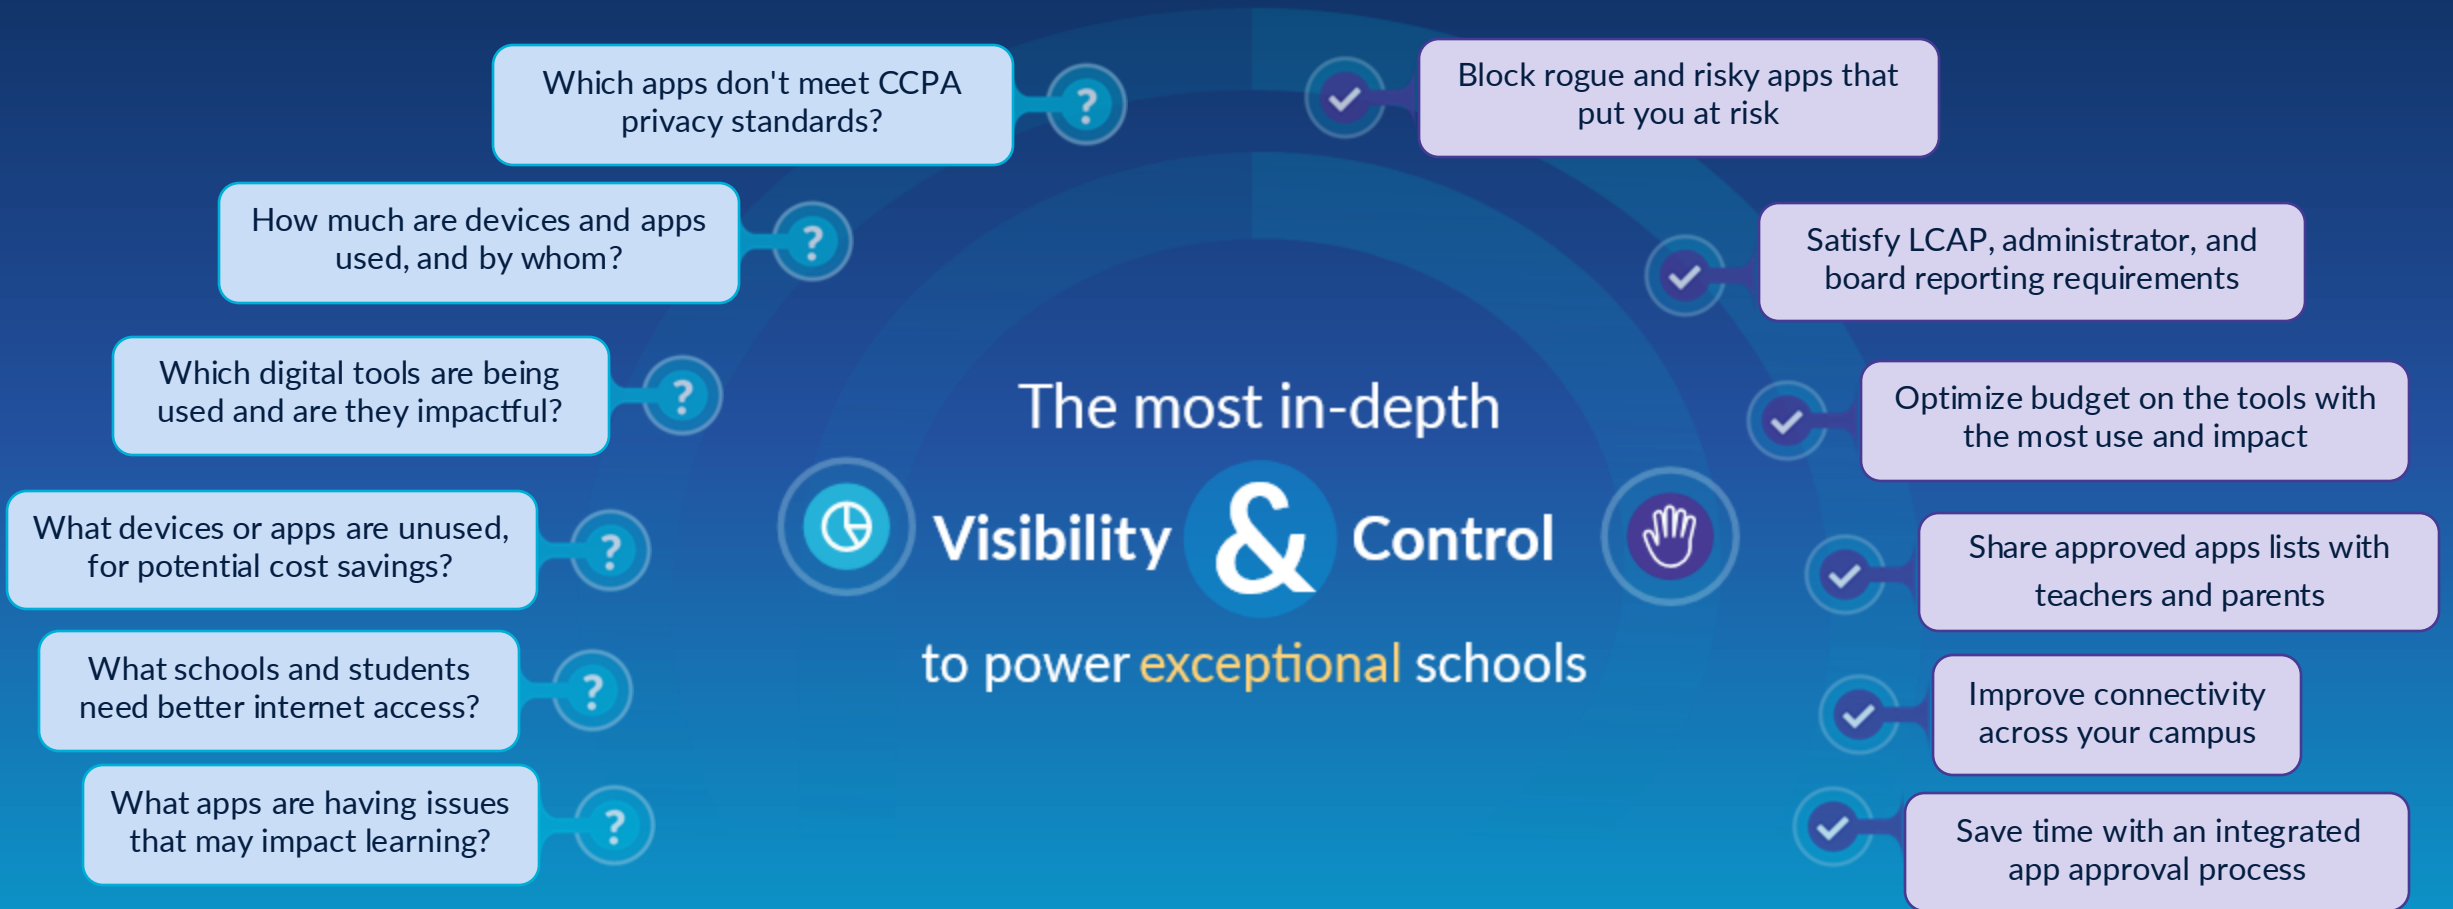 Which apps don't meet CCPA
privacy standards?
?
How much are devices and apps
used, and by whom?
?
Which digital tools are being
used and are they impactful?
?
What devices or apps are unused,
for potential cost savings?
?
What schools and students
need better internet access?
?
What apps are having issues
that may impact learning?
?
The most in-depth
Visibility & Control
to power exceptional schools
Block rogue and risky apps that
put you at risk
Satisfy LCAP, administrator, and
board reporting requirements
Optimize budget on the tools with
the most use and impact
Share approved apps lists with
teachers and parents
Improve connectivity
across your campus
Save time with an integrated
app approval process